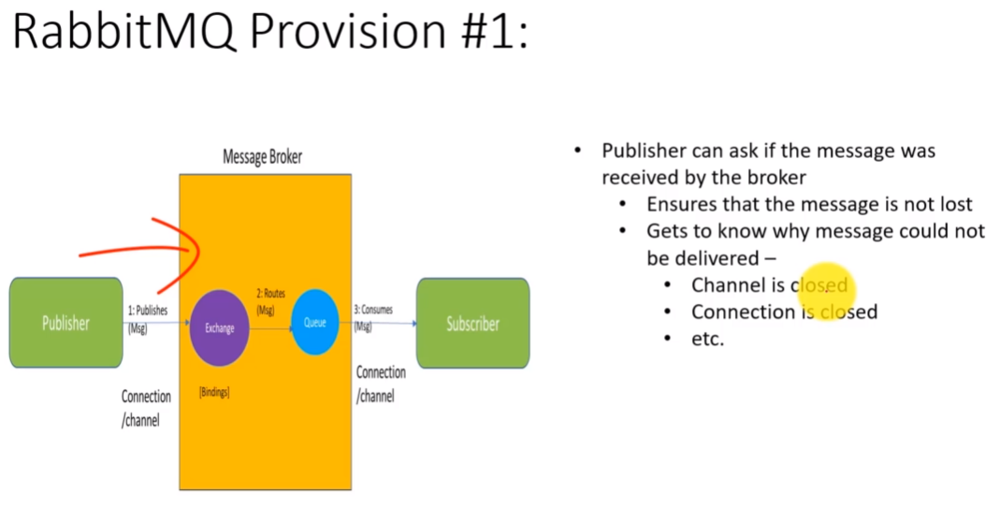 RabbitMQ Provision #1:
Message Broker
Publisher
1: Publishes
(Msg)
Exchange
2: Routes
(Msg)
Queue
3: Consumes
(Msg)
Subscriber
Connection
/channel
[Bindings]
Connection
/channel
• Publisher can ask if the message was
received by the broker
• Ensures that the message is not lost
• Gets to know why message could not
be delivered –
• Channel is closed
• Connection is closed
• etc.